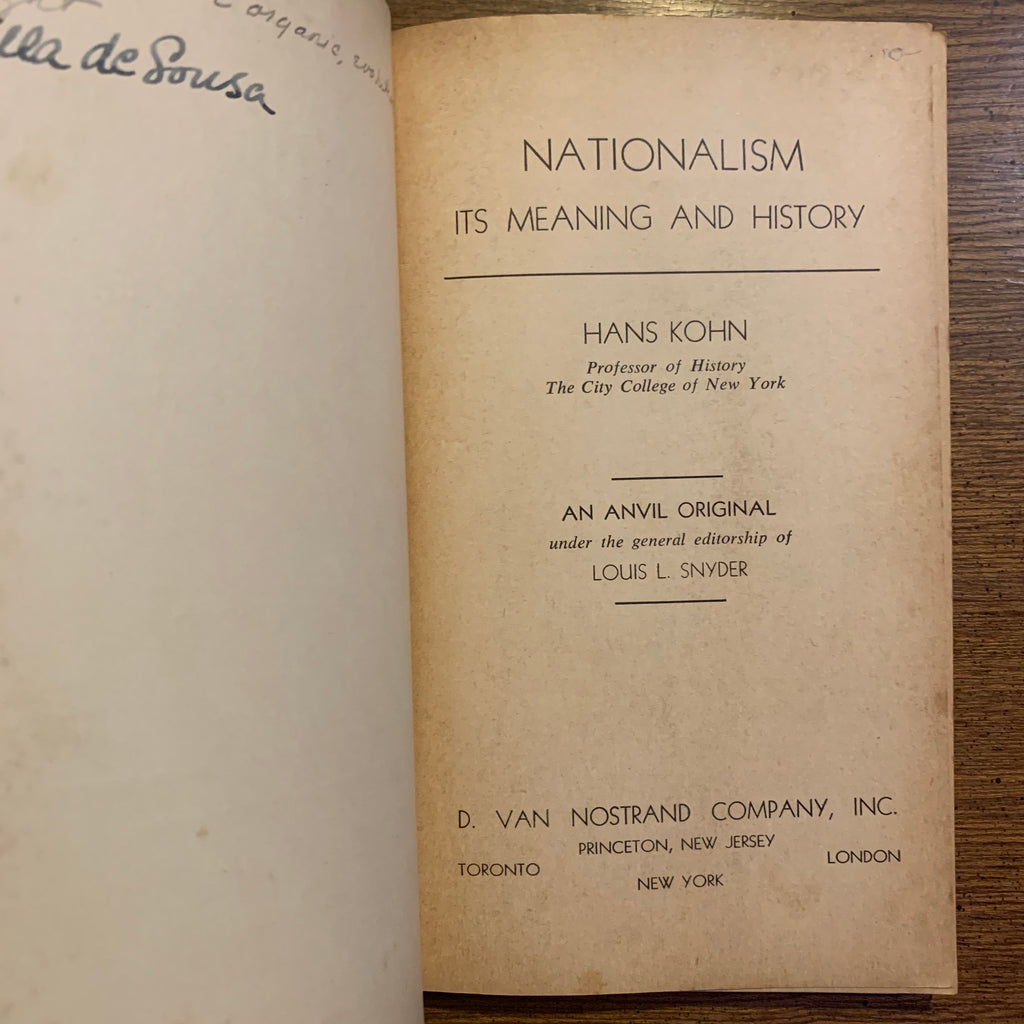 organic,
de Sousa
NATIONALISM
ITS MEANING AND HISTORY
HANS KOHN
Professor of History
The City College of New York
AN ANVIL ORIGINAL
under the general editorship of
LOUIS L. SNYDER
D. VAN NOSTRAND COMPANY, INC.
PRINCETON, NEW JERSEY
TORONTO
LONDON
NEW YORK